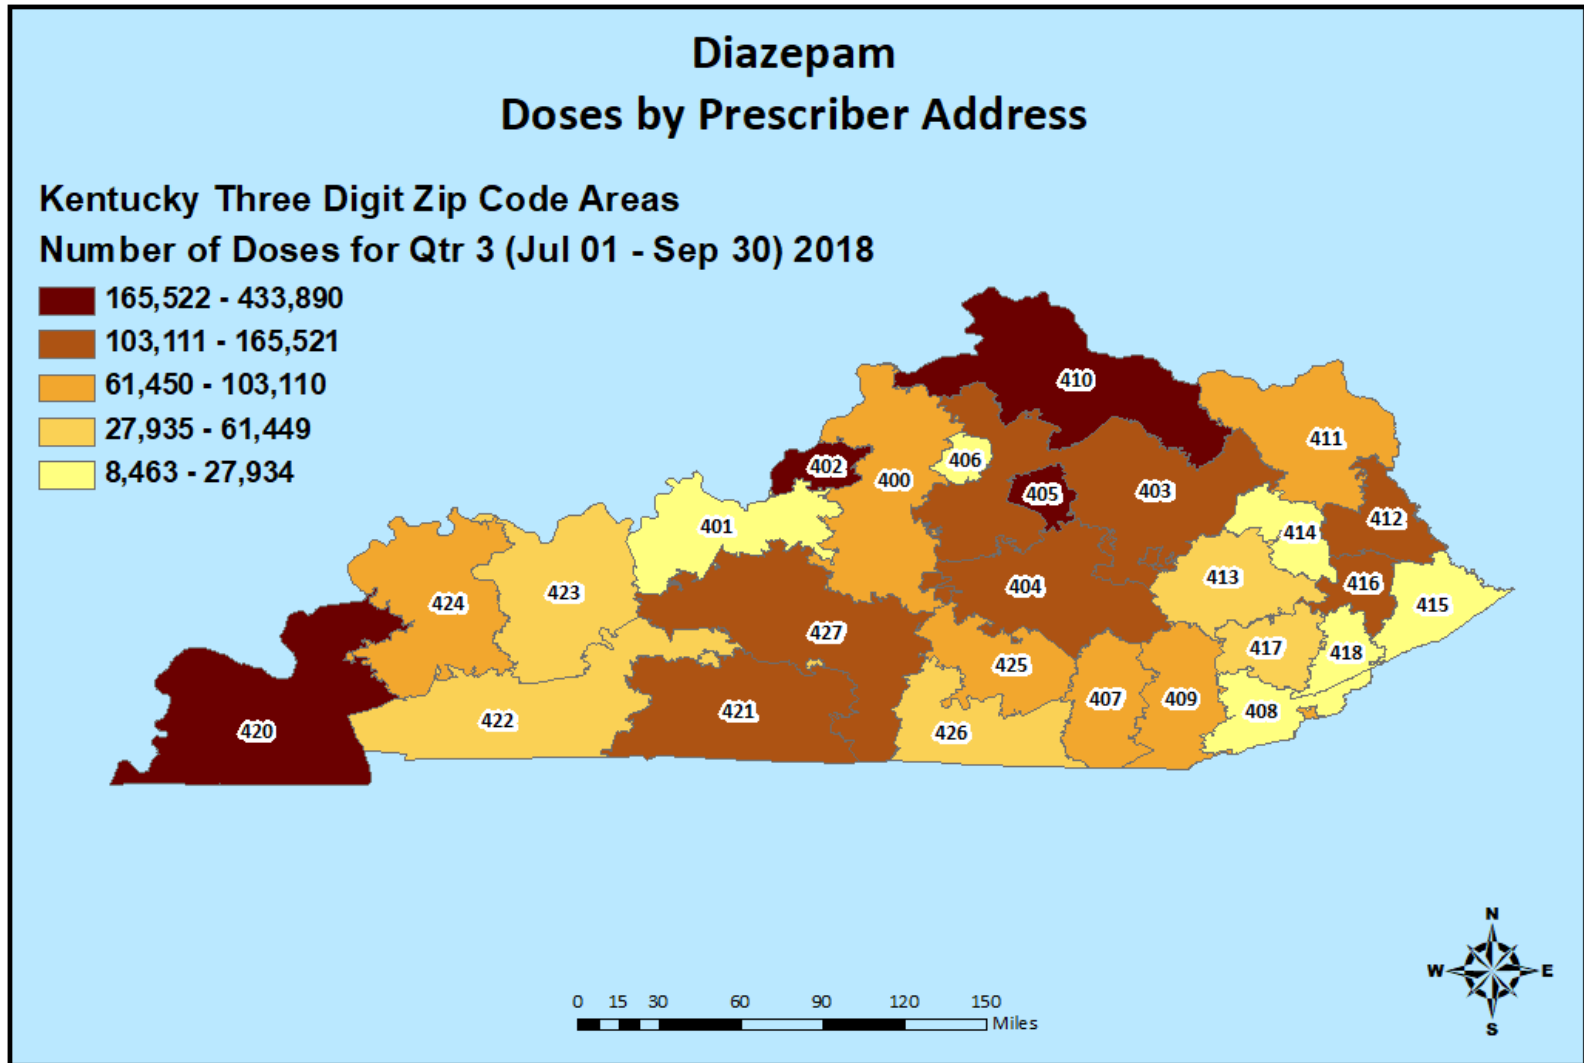 Diazepam
Doses by Prescriber Address
Kentucky Three Digit Zip Code Areas
Number of Doses for Qtr 3 (Jul 01 - Sep 30) 2018
165,522 - 433,890
103,111 - 165,521
61,450 - 103,110
27,935 - 61,449
8,463 - 27,934
410
411
402
406
400
405
403
412
401
414
413
404
423
424
416
415
427
417
418
425
407
409
408
421
422
420
426
N
W
E
S
0 15 30 60 90 120 150
Miles